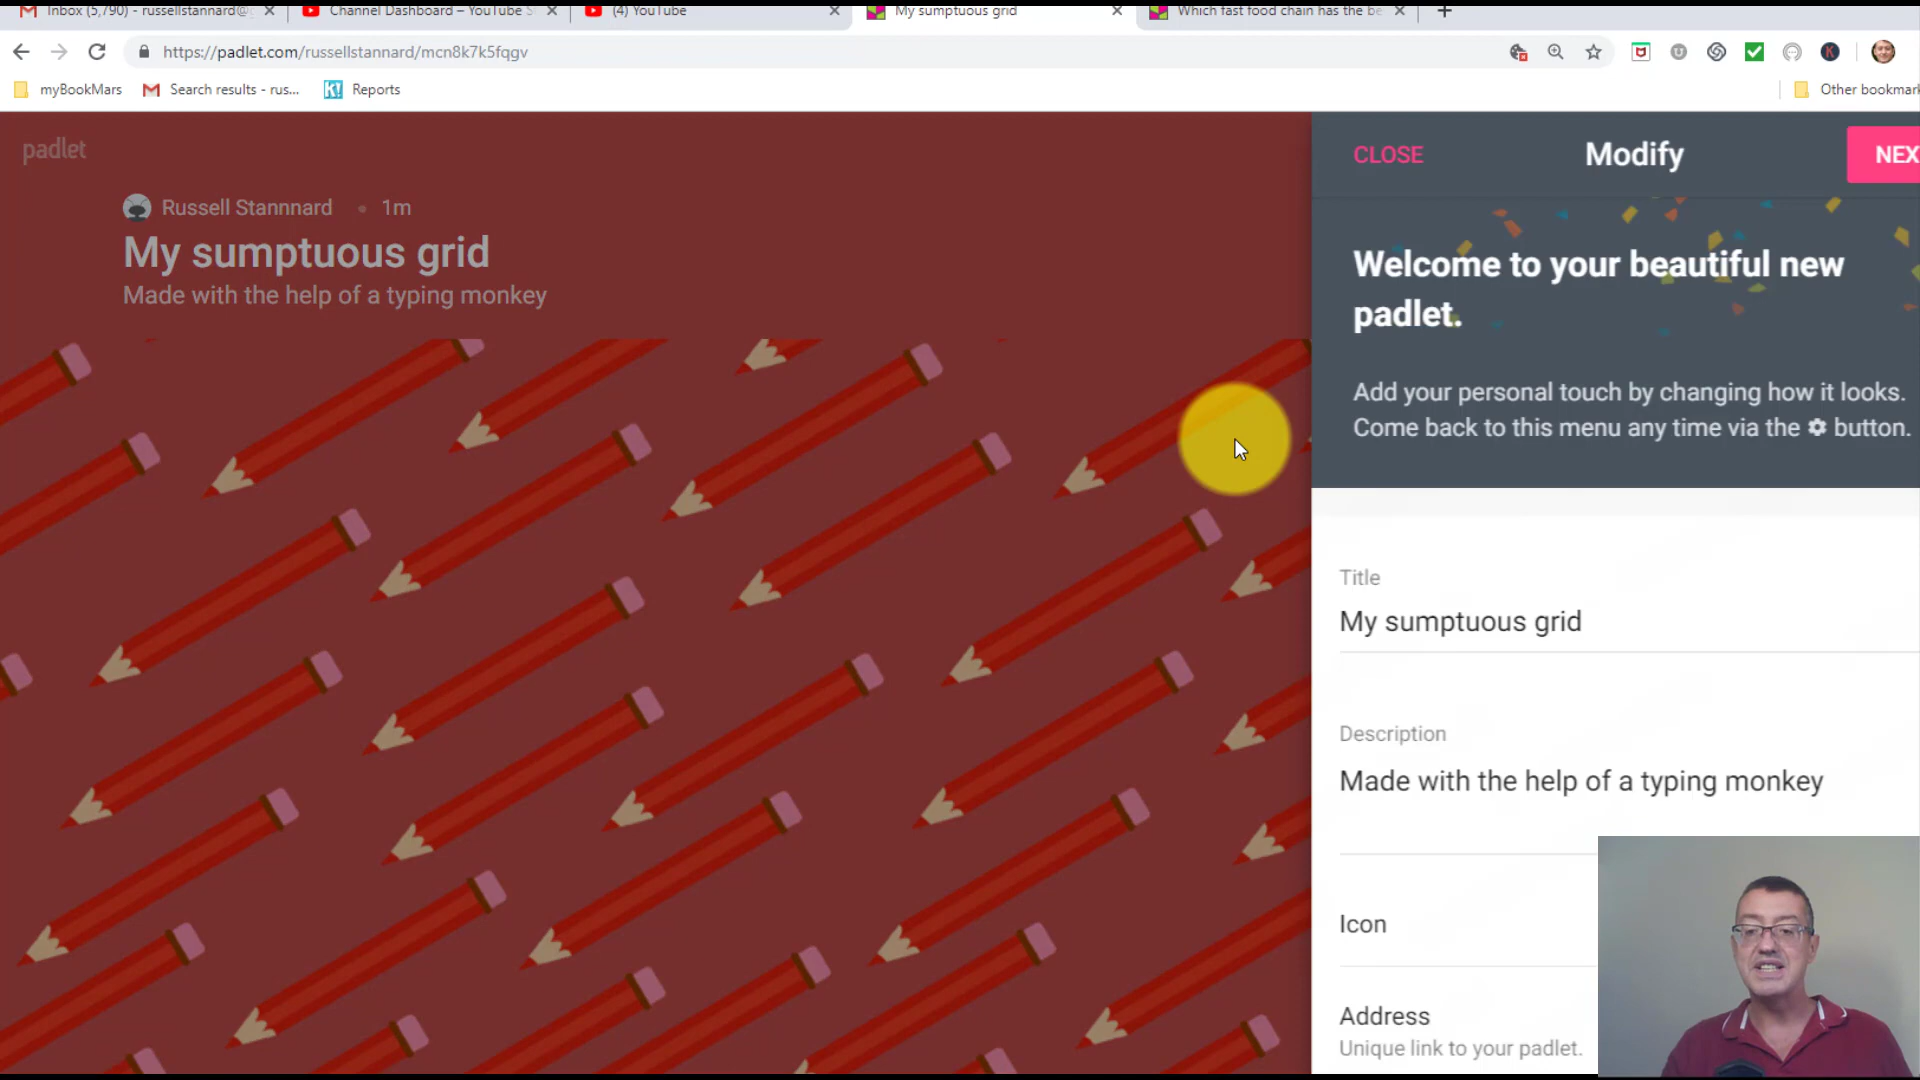 Inbox (5,790) - russellstannard@
Channel Dashboard – YouTube S
(4) YouTube
My sumptuous grid
Which fast food chain has the be
https://padlet.com/russellstannard/mcn8k7k5fqgv
myBookMars
Search results - rus...
Reports
Other bookmark
padlet
Russell Stannnard • 1m
My sumptuous grid
Made with the help of a typing monkey
CLOSE
Modify
NEX
Welcome to your beautiful new
padlet.
Add your personal touch by changing how it looks.
Come back to this menu any time via the button.
Title
My sumptuous grid
Description
Made with the help of a typing monkey
Icon
Address
Unique link to your padlet.